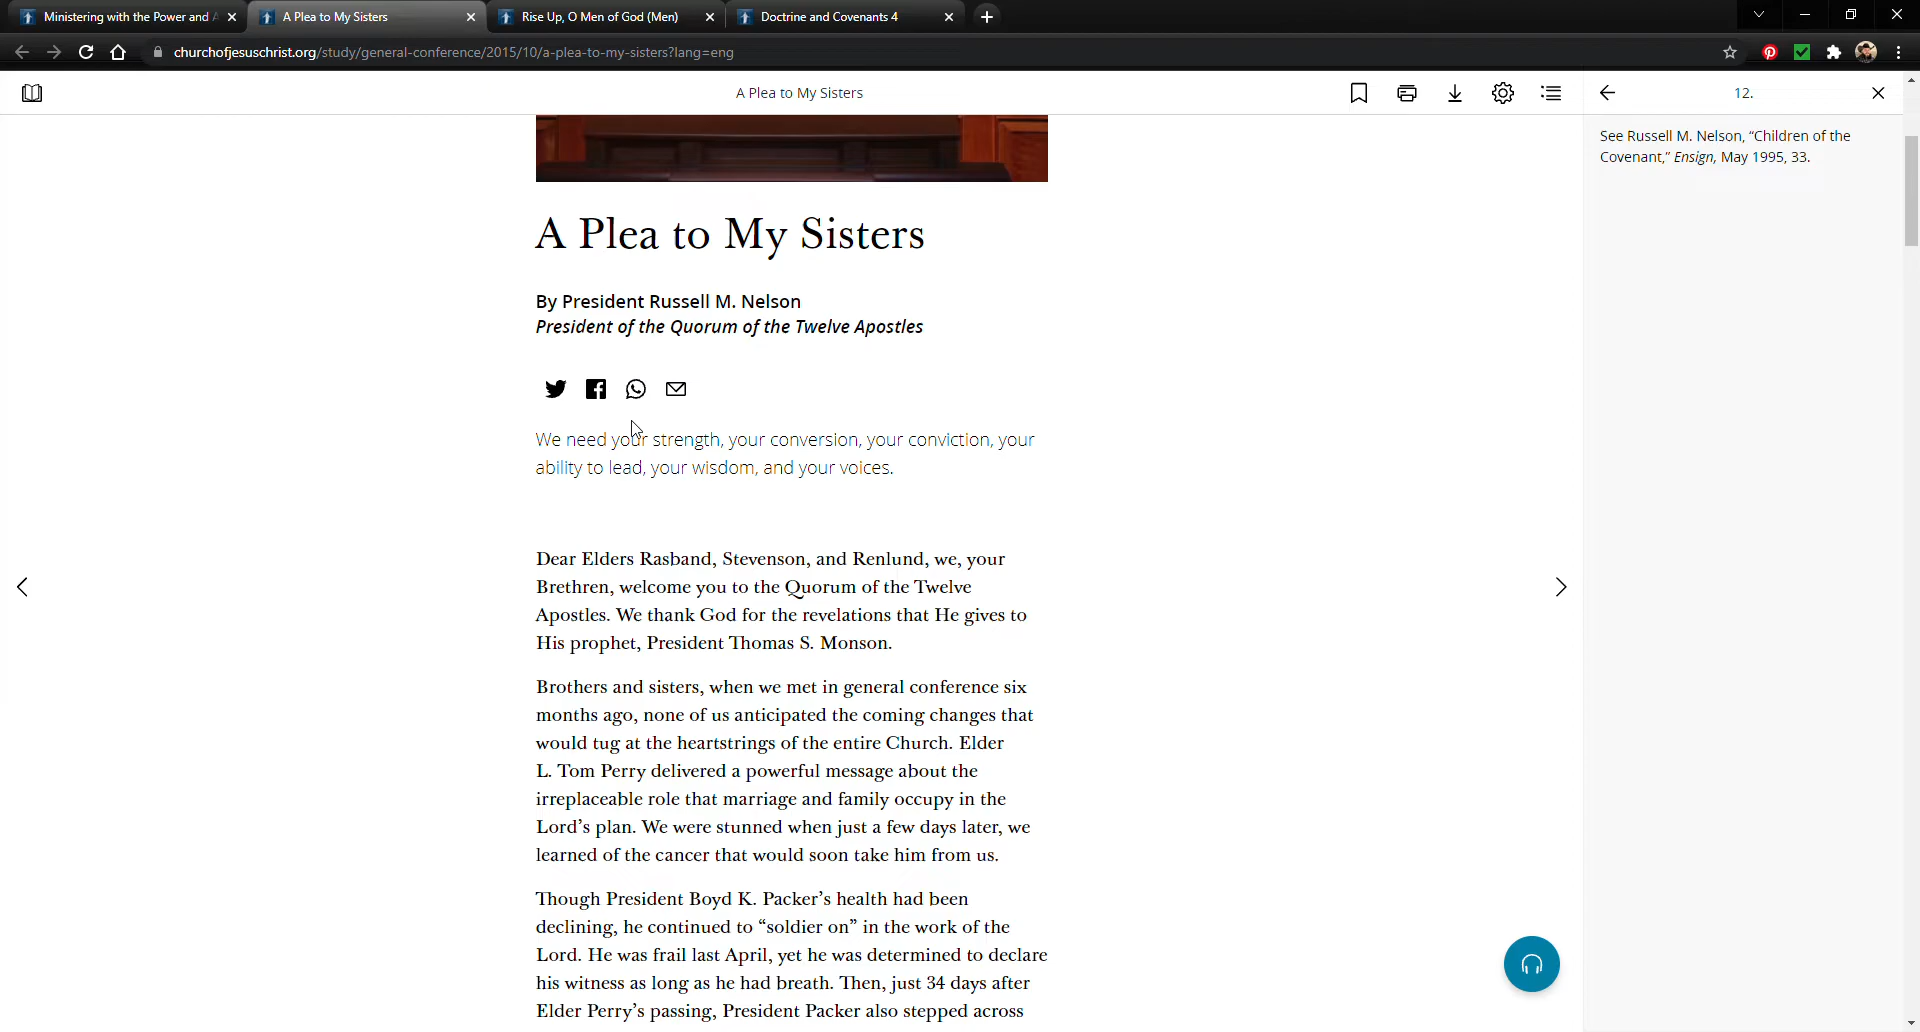 Ministering with the Power and A
A Plea to My Sisters
Rise Up, O Men of God (Men)
Doctrine and Covenants 4
churchofjesuschrist.org/study/general-conference/2015/10/a-plea-to-my-sisters?lang=eng
A Plea to My Sisters
12.
See Russell M. Nelson, “Children of the
Covenant,” Ensign, May 1995, 33.
A Plea to My Sisters
By President Russell M. Nelson
President of the Quorum of the Twelve Apostles
We need your strength, your conversion, your conviction, your
ability to lead, your wisdom, and your voices.
Dear Elders Rasband, Stevenson, and Renlund, we, your
Brethren, welcome you to the Quorum of the Twelve
Apostles. We thank God for the revelations that He gives to
His prophet, President Thomas S. Monson.
Brothers and sisters, when we met in general conference six
months ago, none of us anticipated the coming changes that
would tug at the heartstrings of the entire Church. Elder
L. Tom Perry delivered a powerful message about the
irreplaceable role that marriage and family occupy in the
Lord’s plan. We were stunned when just a few days later, we
learned of the cancer that would soon take him from us.
Though President Boyd K. Packer’s health had been
declining, he continued to “soldier on” in the work of the
Lord. He was frail last April, yet he was determined to declare
his witness as long as he had breath. Then, just 34 days after
Elder Perry’s passing, President Packer also stepped across